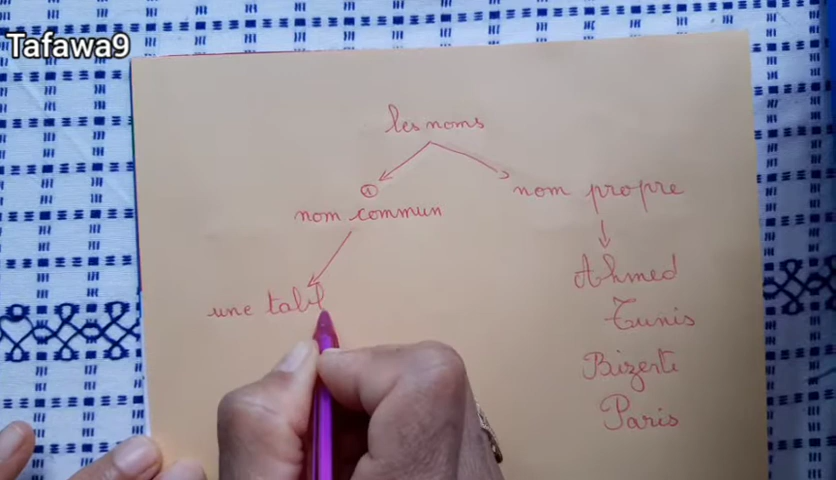 Tafawa9
les noms
①
nom commun
nom propre
une tabl
Ahmed
Tunis
Bizerte
Paris